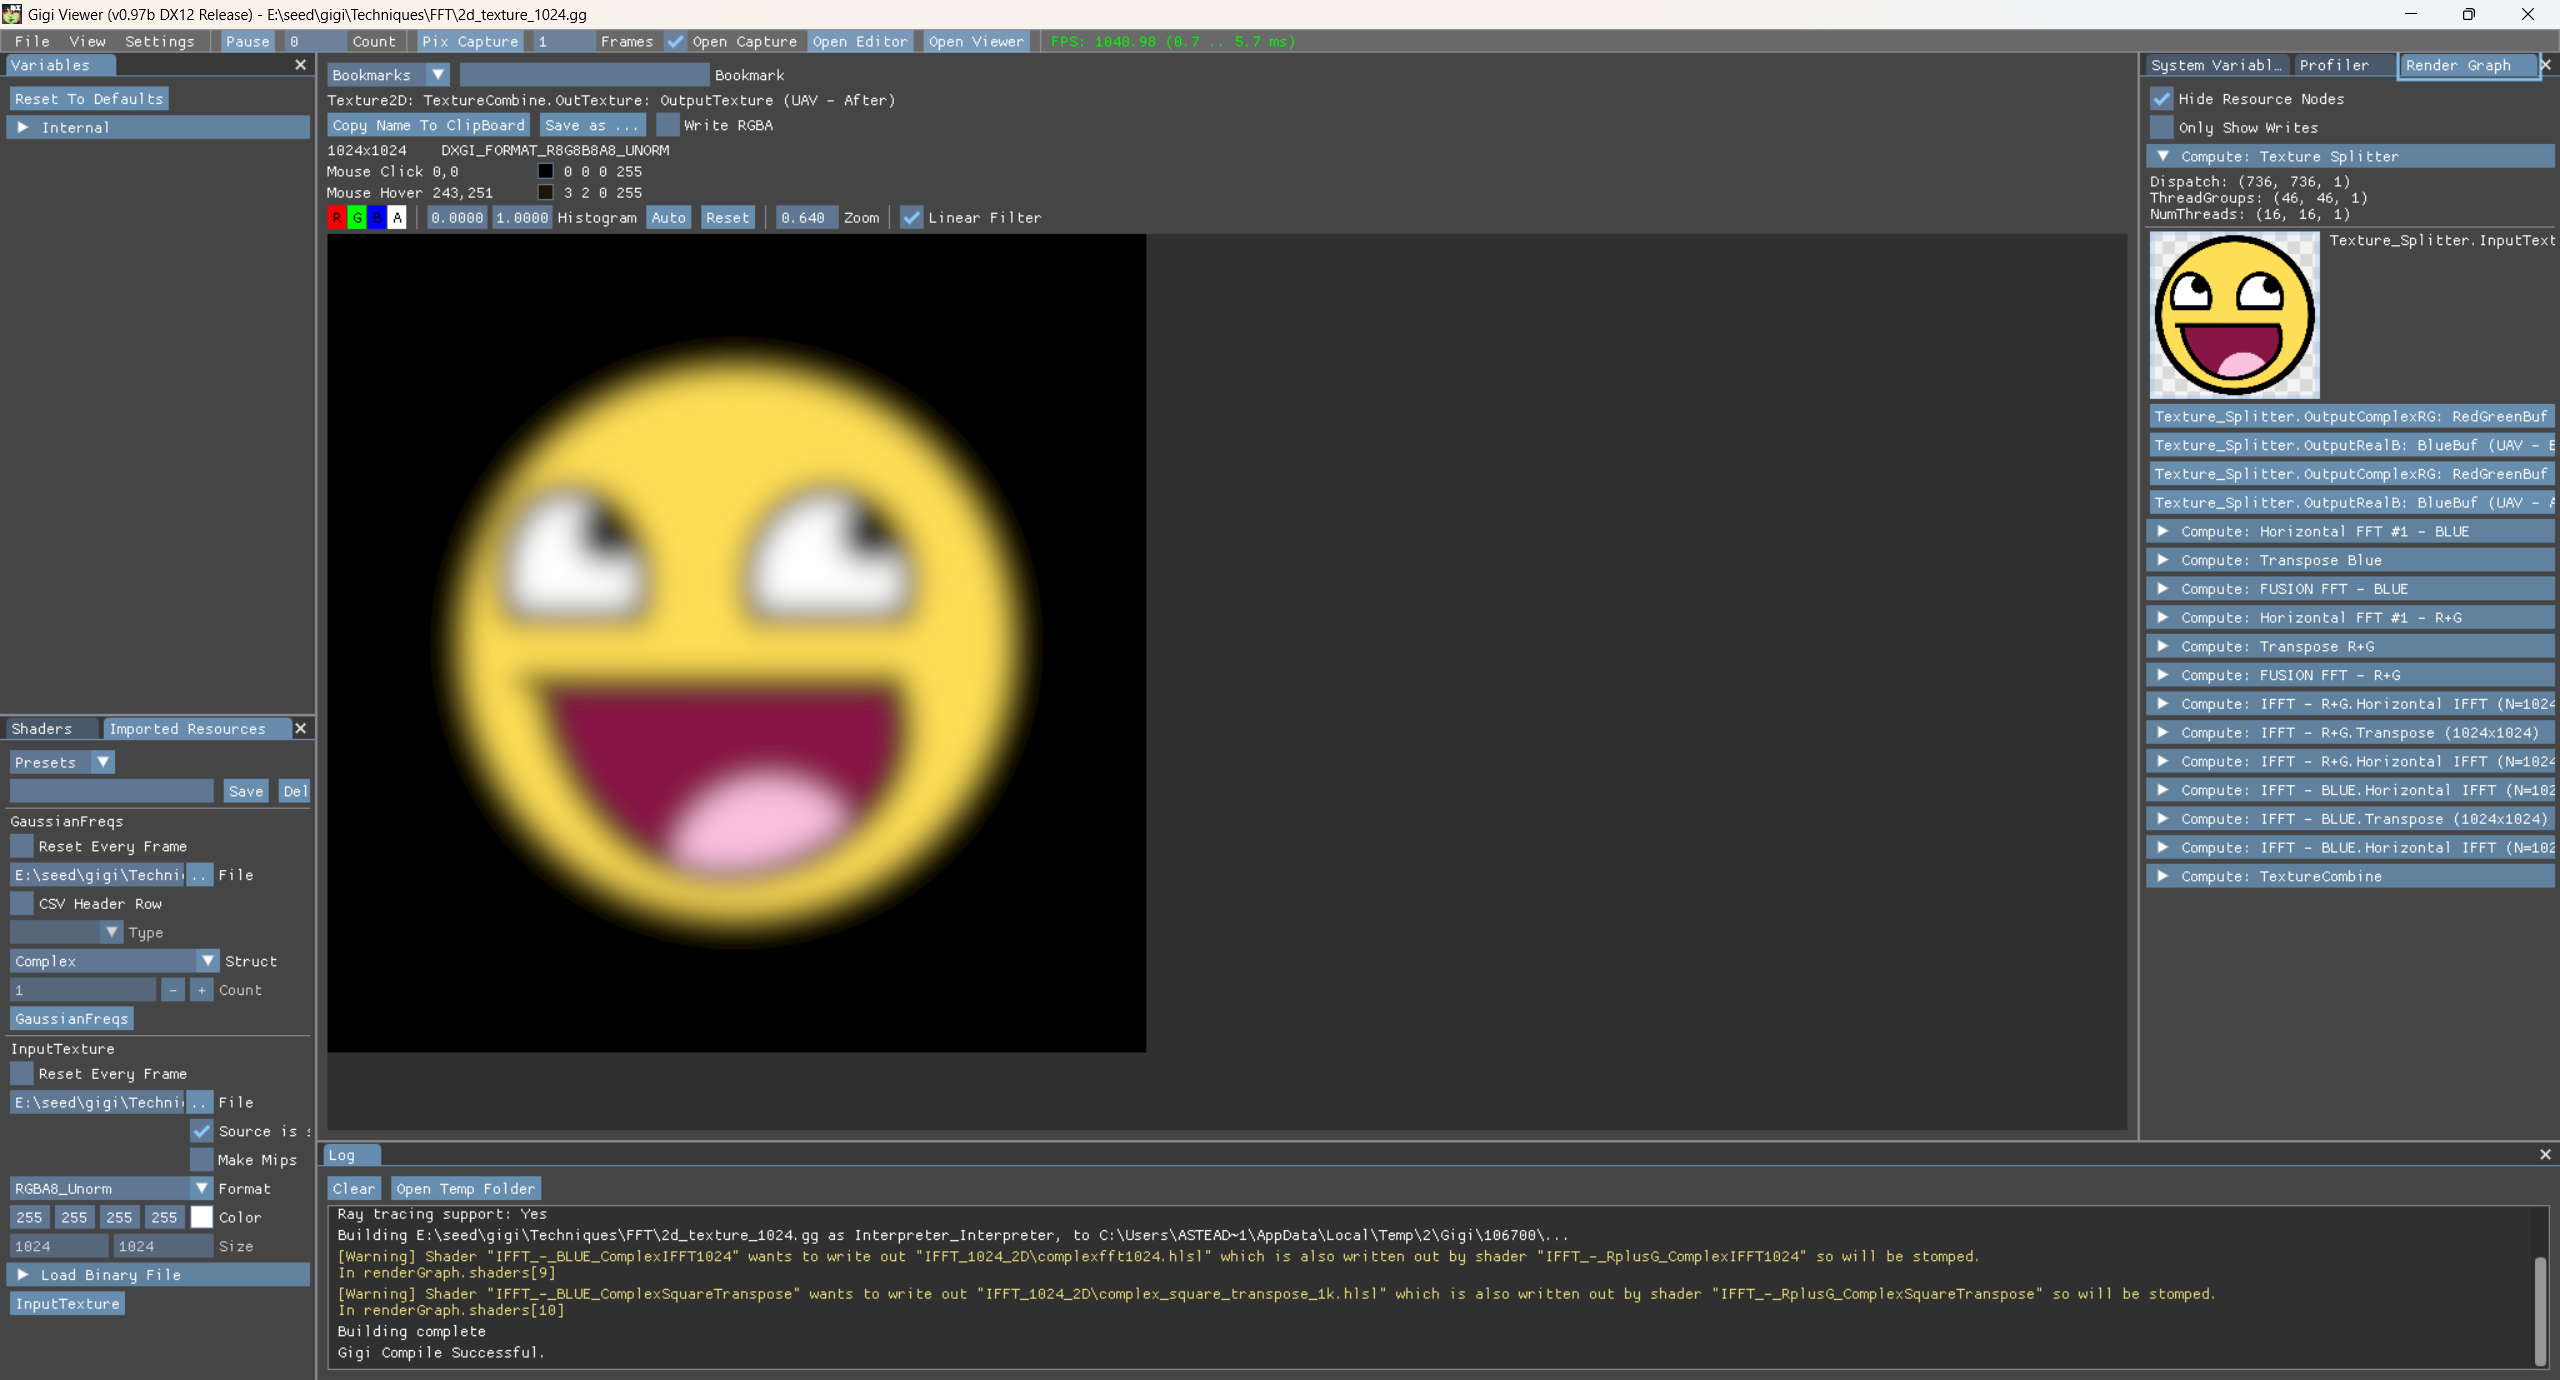 Gigi Viewer (v0.97b DX12 Release) - E:\seed\gigi\Techniques\FFT\2d_texture_1024.gg
File View Settings Pause 0 Count Pix Capture 1 Frames Open Capture Open Editor Open Viewer FPS: 1040.98 (0.7 .. 5.7 ms)
Variables
Reset To Defaults
Internal
Shaders Imported Resources
Presets
Save Del
GaussianFreqs
Reset Every Frame
E:\seed\gigi\Techni .. File
CSV Header Row
Type
Complex Struct
1 - + Count
GaussianFreqs
InputTexture
Reset Every Frame
E:\seed\gigi\Techni .. File
Source is s
Make Mips
RGBA8_Unorm Format
255 255 255 255 Color
1024 1024 Size
Load Binary File
InputTexture
Bookmarks Bookmark
Texture2D: TextureCombine.OutTexture: OutputTexture (UAV - After)
Copy Name To ClipBoard Save as ... Write RGBA
1024x1024 DXGI_FORMAT_R8G8B8A8_UNORM
Mouse Click 0,0 0 0 0 255
Mouse Hover 243,251 3 2 0 255
R G B A 0.0000 1.0000 Histogram Auto Reset 0.640 Zoom Linear Filter
Log
Clear Open Temp Folder
Ray tracing support: Yes
Building E:\seed\gigi\Techniques\FFT\2d_texture_1024.gg as Interpreter_Interpreter, to C:\Users\ASTEAD~1\AppData\Local\Temp\2\Gigi\106700\...
[Warning] Shader "IFFT_-_BLUE_ComplexIFFT1024" wants to write out "IFFT_1024_2D\complexfft1024.hlsl" which is also written out by shader "IFFT_-_RplusG_ComplexIFFT1024" so will be stomped.
In renderGraph.shaders[9]
[Warning] Shader "IFFT_-_BLUE_ComplexSquareTranspose" wants to write out "IFFT_1024_2D\complex_square_transpose_1k.hlsl" which is also written out by shader "IFFT_-_RplusG_ComplexSquareTranspose" so will be stomped.
In renderGraph.shaders[10]
Building complete
Gigi Compile Successful.
System Variabl... Profiler Render Graph
Hide Resource Nodes
Only Show Writes
Compute: Texture Splitter
Dispatch: (736, 736, 1)
ThreadGroups: (46, 46, 1)
NumThreads: (16, 16, 1)
Texture_Splitter.InputText
Texture_Splitter.OutputComplexRG: RedGreenBuf
Texture_Splitter.OutputRealB: BlueBuf (UAV - B
Texture_Splitter.OutputComplexRG: RedGreenBuf
Texture_Splitter.OutputRealB: BlueBuf (UAV - A
Compute: Horizontal FFT #1 - BLUE
Compute: Transpose Blue
Compute: FUSION FFT - BLUE
Compute: Horizontal FFT #1 - R+G
Compute: Transpose R+G
Compute: FUSION FFT - R+G
Compute: IFFT - R+G.Horizontal IFFT (N=1024
Compute: IFFT - R+G.Transpose (1024x1024)
Compute: IFFT - R+G.Horizontal IFFT (N=1024
Compute: IFFT - BLUE.Horizontal IFFT (N=102
Compute: IFFT - BLUE.Transpose (1024x1024)
Compute: IFFT - BLUE.Horizontal IFFT (N=102
Compute: TextureCombine